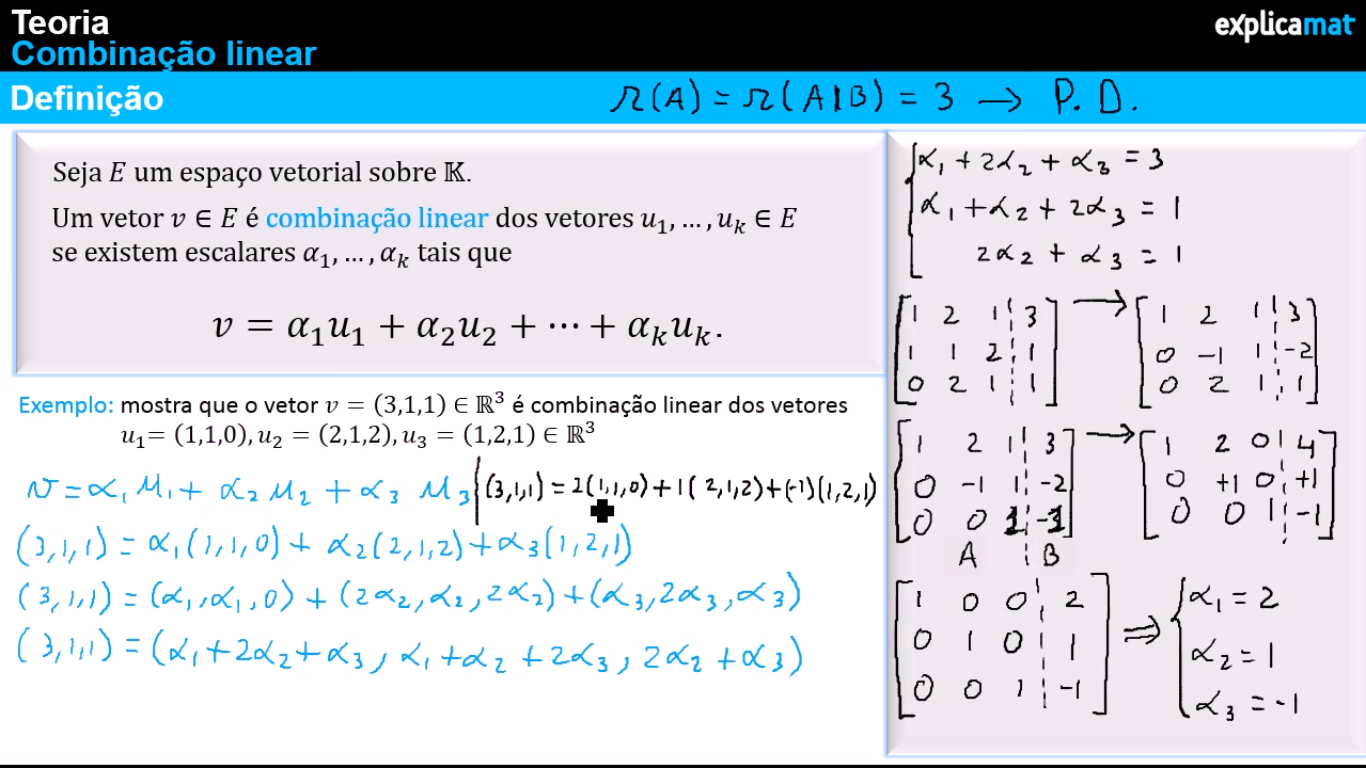 Teoria
Combinação linear
explicamat
Definição
r(A) = r(A|B) = 3 → P. D.
Seja E um espaço vetorial sobre 𝕂.
Um vetor v ∈ E é combinação linear dos vetores u₁, …, uₖ ∈ E
se existem escalares α₁, …, αₖ tais que
v = α₁u₁ + α₂u₂ + ⋯ + αₖuₖ.
Exemplo: mostra que o vetor v = (3,1,1) ∈ ℝ³ é combinação linear dos vetores
u₁= (1,1,0), u₂ = (2,1,2), u₃ = (1,2,1) ∈ ℝ³
v = α₁ u₁ + α₂ u₂ + α₃ u₃
(3,1,1) = 2(1,1,0) + 1(2,1,2) + (-1)(1,2,1)
(3,1,1) = α₁(1,1,0) + α₂(2,1,2) + α₃(1,2,1)
(3,1,1) = (α₁,α₁,0) + (2α₂,α₂,2α₂) + (α₃,2α₃,α₃)
(3,1,1) = (α₁+2α₂+α₃, α₁+α₂+2α₃, 2α₂+α₃)
α₁ + 2α₂ + α₃ = 3
α₁ + α₂ + 2α₃ = 1
2α₂ + α₃ = 1
1 2 1 | 3 → 1 2 1 | 3
1 1 2 | 1 0 -1 1 | -2
0 2 1 | 1 0 2 1 | 1
1 2 1 | 3 → 1 2 0 | 4
0 -1 1 | -2 0 +1 0 | +1
0 0 1 | -1 0 0 1 | -1
A | B
1 0 0 | 2 α₁ = 2
0 1 0 | 1 ⇒ α₂ = 1
0 0 1 | -1 α₃ = -1